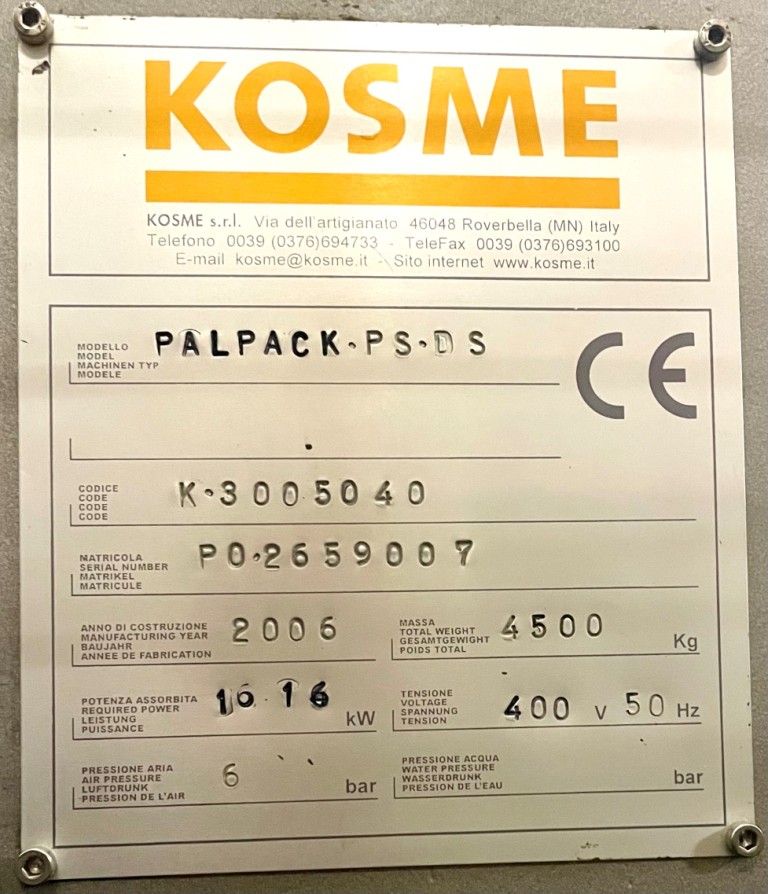 KOSME
KOSME s.r.l. Via dell'artigianato 46048 Roverbella (MN) Italy
Telefono 0039 (0376)694733 - TeleFax 0039 (0376)693100
E-mail kosme@kosme.it - Sito internet www.kosme.it
MODELLO
MODEL
MACHINEN TYP
MODELE
PALPACK·PS·DS
CE
CODICE
CODE
CODE
CODE
K·3005040
MATRICOLA
SERIAL NUMBER
MATRIKEL
MATRICULE
PO·2659007
ANNO DI COSTRUZIONE
MANUFACTURING YEAR
BAUJAHR
ANNEE DE FABRICATION
2006
MASSA
TOTAL WEIGHT
GESAMTGEWIGHT
POIDS TOTAL
4500 Kg
POTENZA ASSORBITA
REQUIRED POWER
LEISTUNG
PUISSANCE
16 kW
TENSIONE
VOLTAGE
SPANNUNG
TENSION
400 V 50 Hz
PRESSIONE ARIA
AIR PRESSURE
LUFTDRUNK
PRESSION DE L'AIR
6 bar
PRESSIONE ACQUA
WATER PRESSURE
WASSERDRUNK
PRESSION DE L'EAU
bar